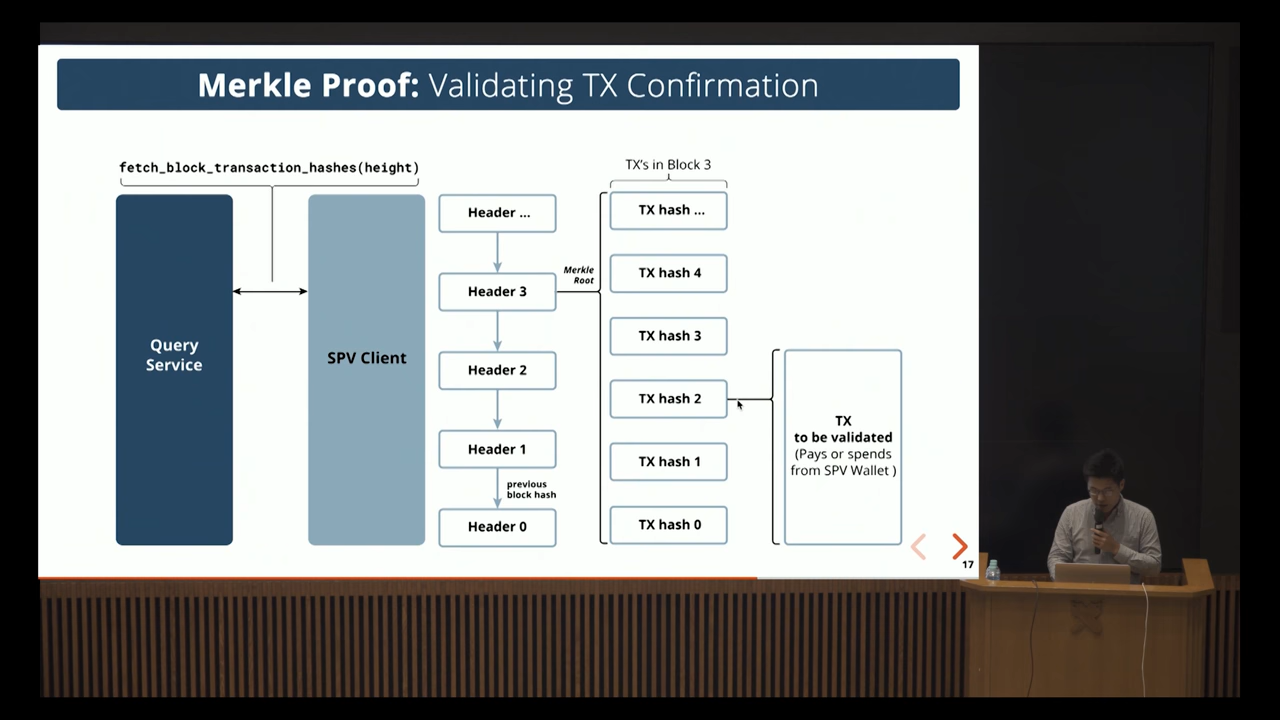 Merkle Proof: Validating TX Confirmation
fetch_block_transaction_hashes(height)
Query
Service
SPV Client
Header ...
Header 3
Header 2
Header 1
previous
block hash
Header 0
Merkle
Root
TX's in Block 3
TX hash ...
TX hash 4
TX hash 3
TX hash 2
TX hash 1
TX hash 0
TX
to be validated
(Pays or spends
from SPV Wallet )
17